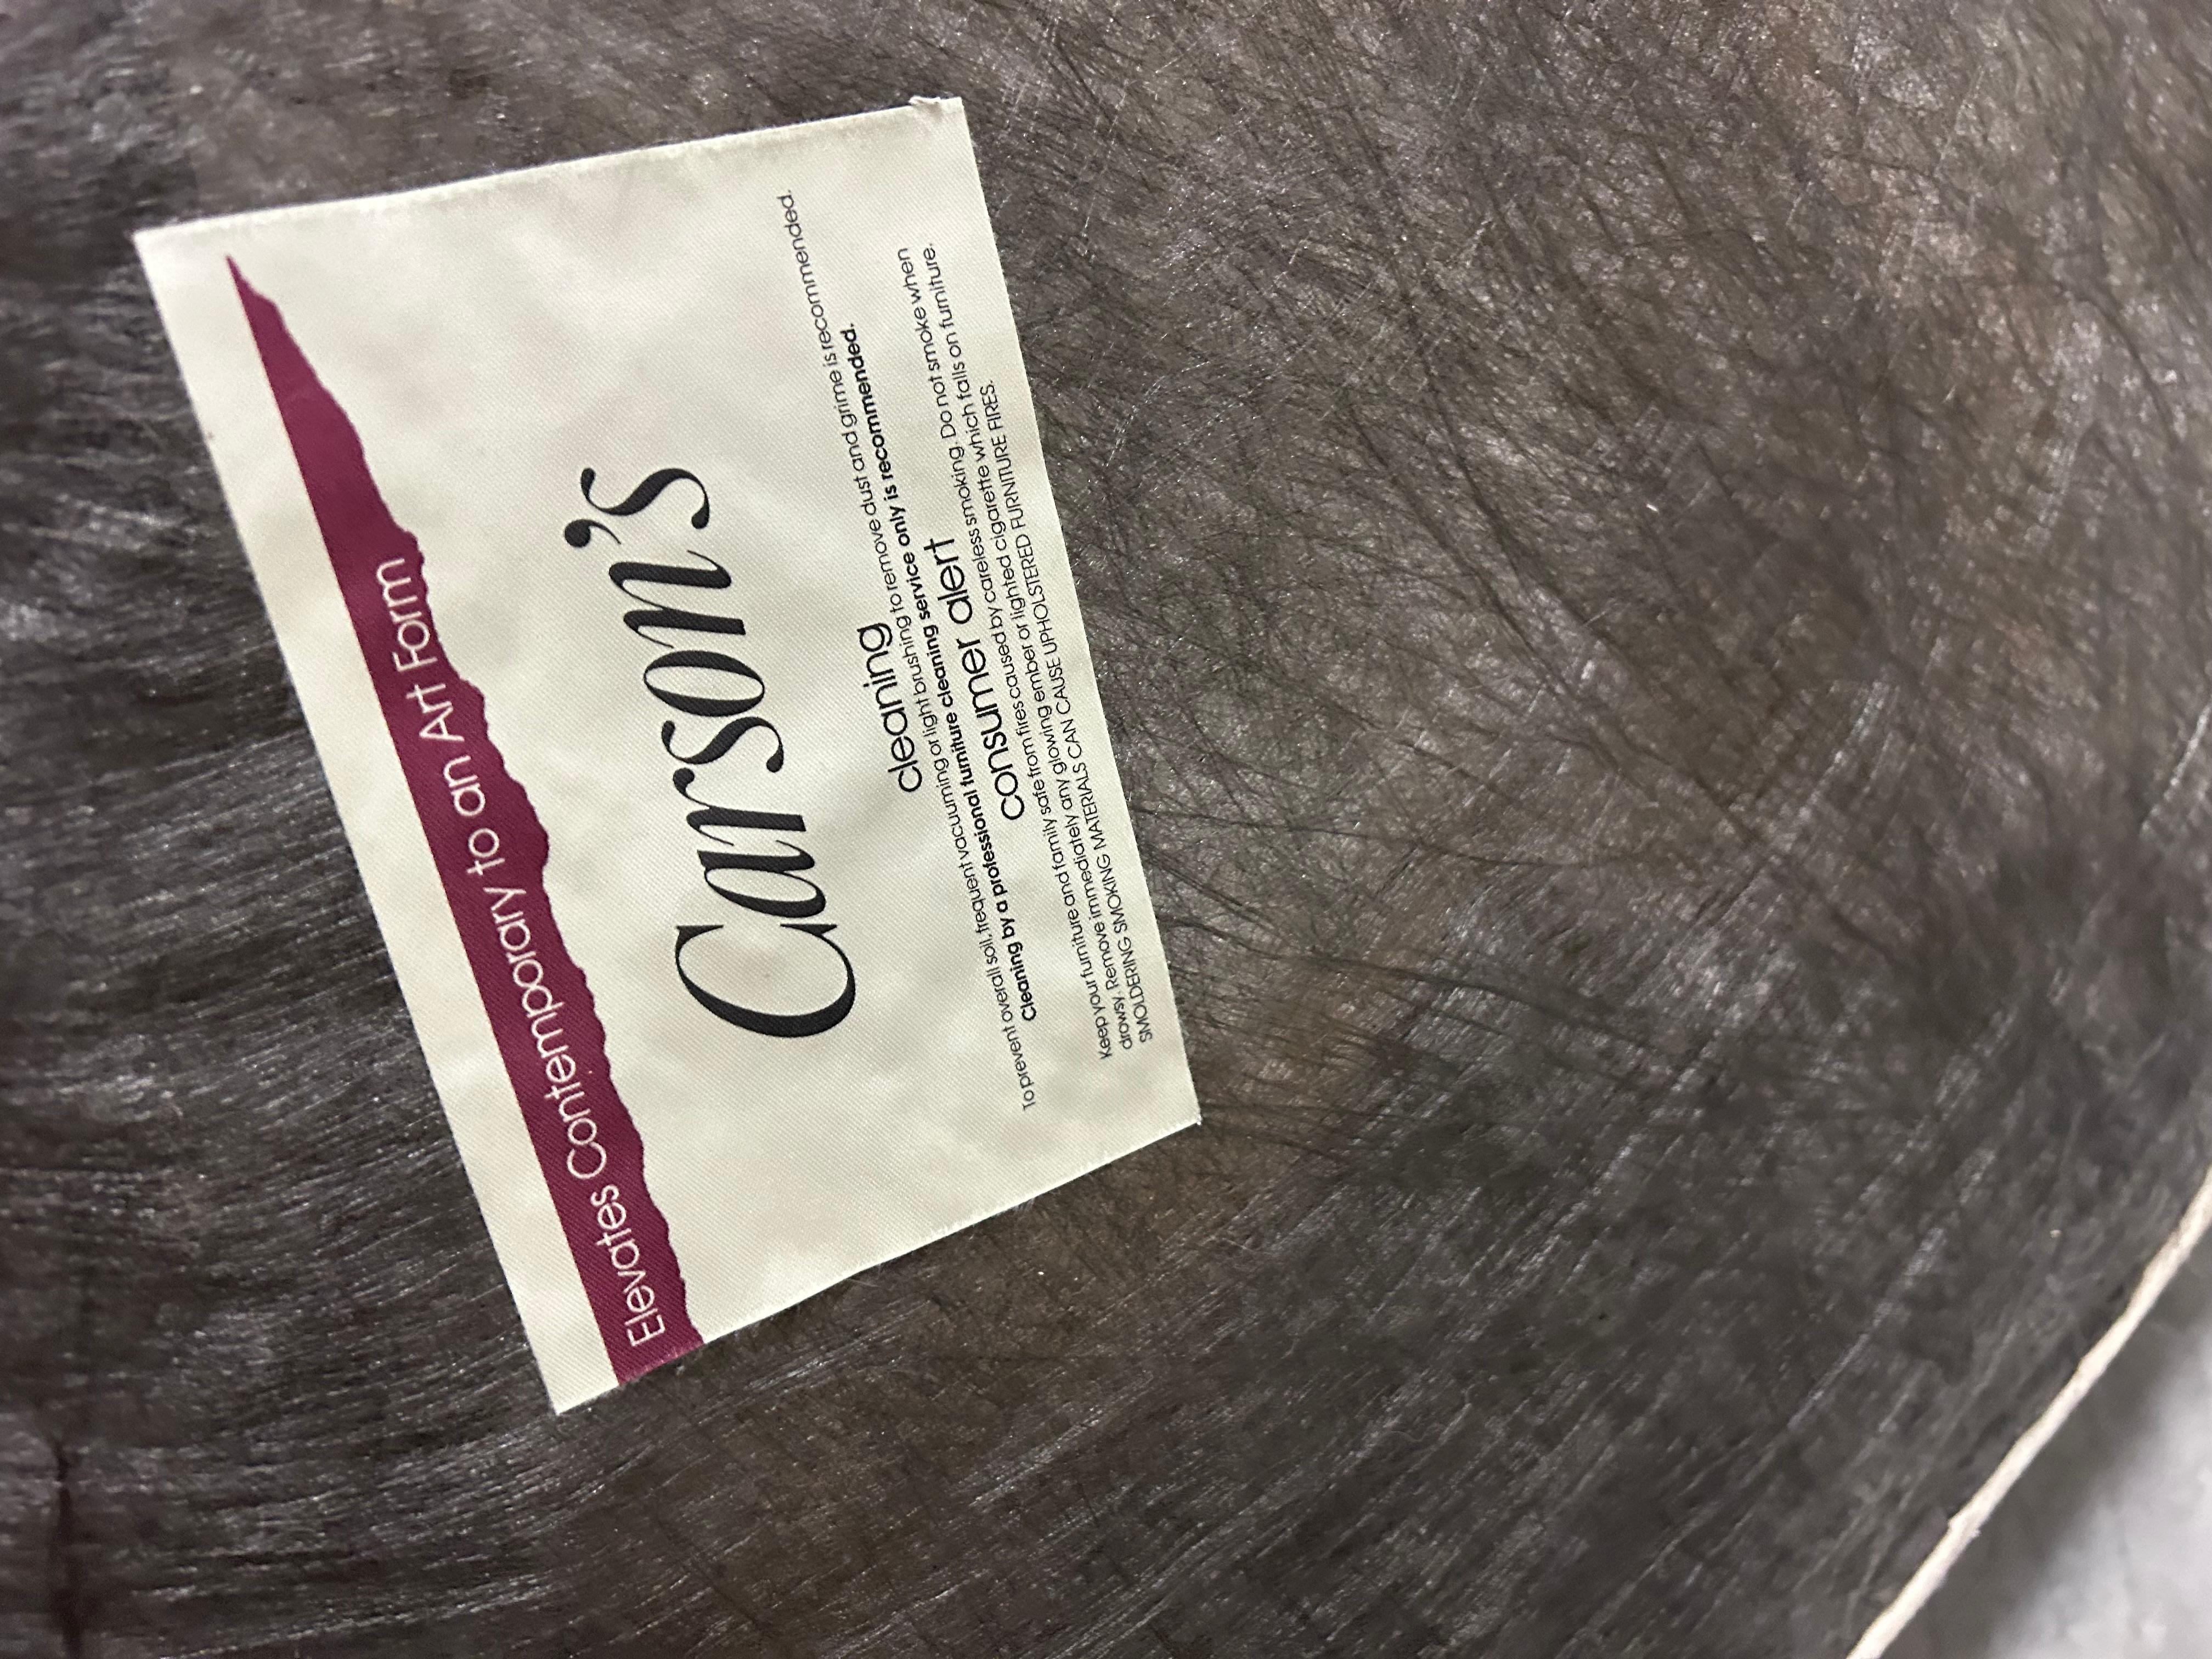 Elevates Contemporary to an Art Form
Carson's
cleaning
To prevent overall soil, frequent vacuuming or light brushing to remove dust and grime is recommended.
Cleaning by a professional furniture cleaning service only is recommended.
consumer alert
Keep your furniture and family safe from fires caused by careless smoking. Do not smoke when
drowsy. Remove immediately any glowing ember or lighted cigarette which falls on furniture.
SMOLDERING SMOKING MATERIALS CAN CAUSE UPHOLSTERED FURNITURE FIRES.